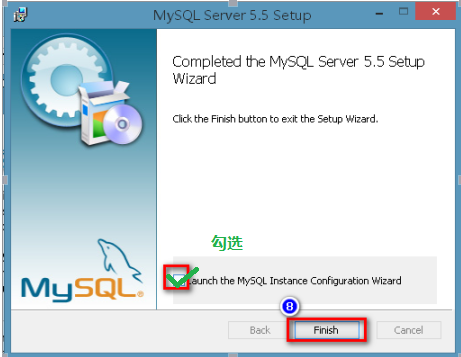 MySQL Server 5.5 Setup
Completed the MySQL Server 5.5 Setup
Wizard
Click the Finish button to exit the Setup Wizard.
勾选
Launch the MySQL Instance Configuration Wizard
MySQL®
8
Back
Finish
Cancel